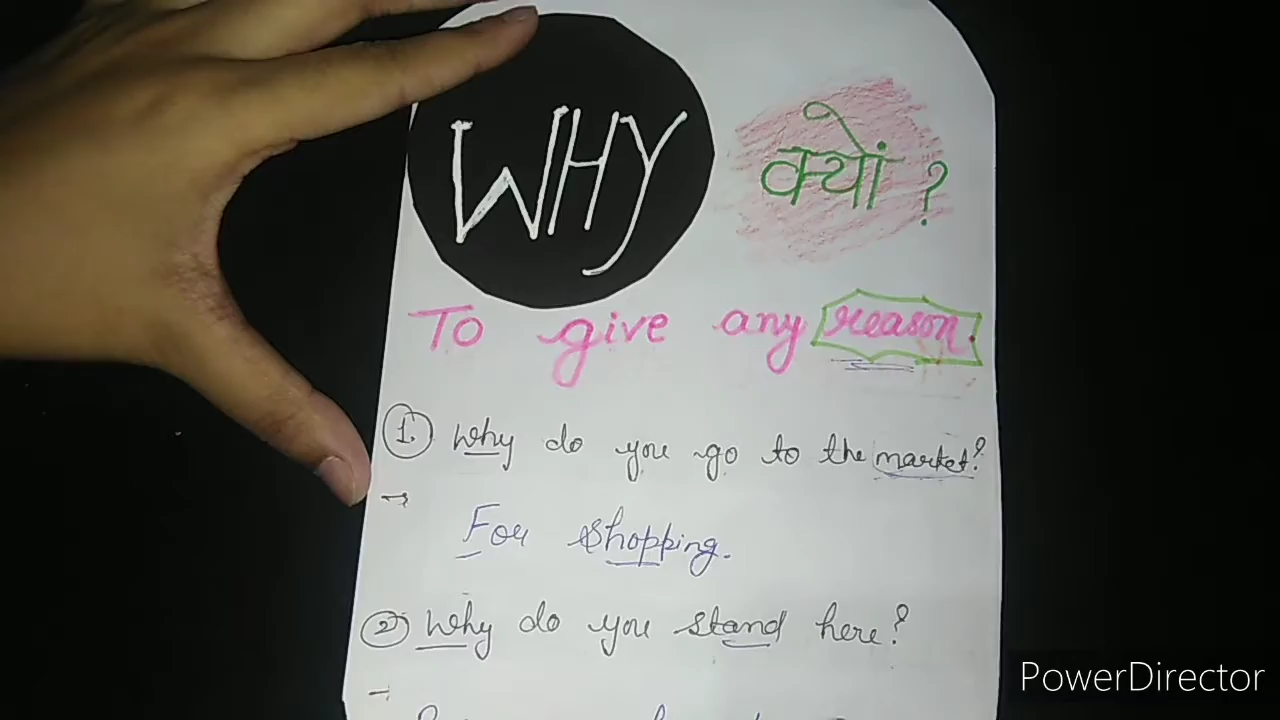 WHY
क्यों ?
To give any reason.
1. Why do you go to the market?
→
For Shopping.
2) Why do you stand here?
→
PowerDirector